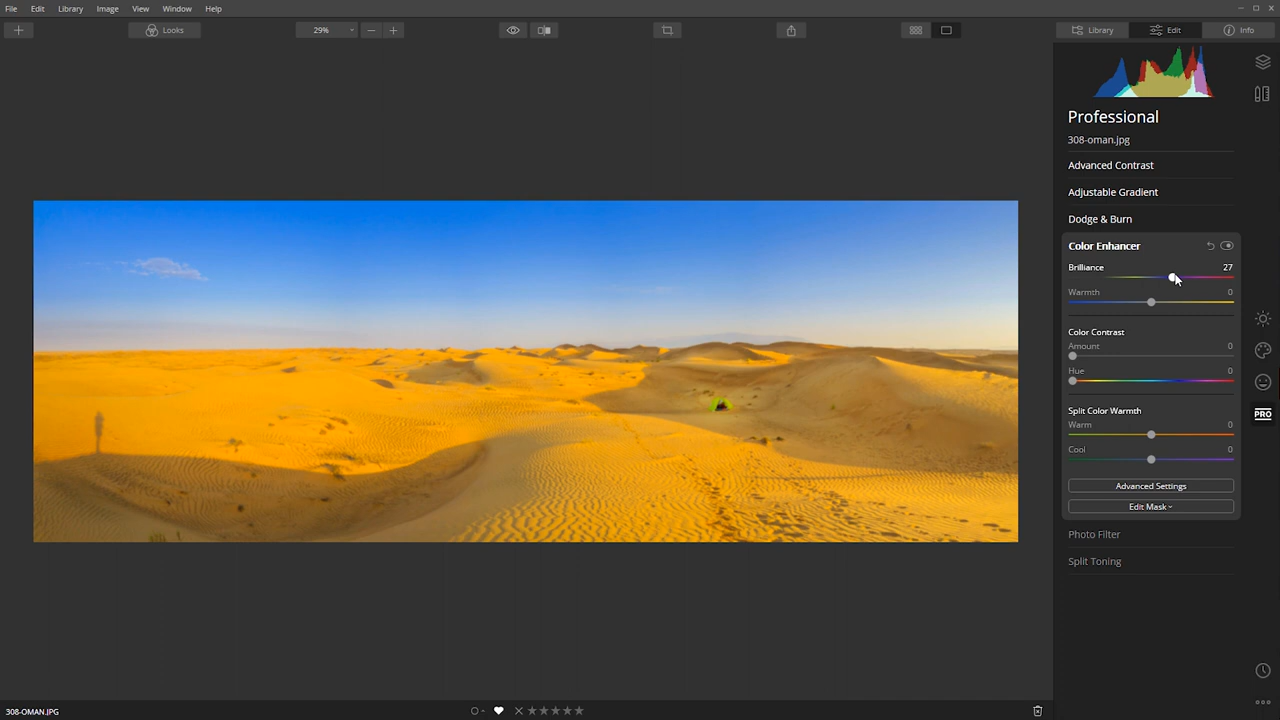 File Edit Library Image View Window Help
Looks 29% Library Edit Info
Professional
308-oman.jpg
Advanced Contrast
Adjustable Gradient
Dodge & Burn
Color Enhancer
Brilliance 27
Warmth 0
Color Contrast
Amount 0
Hue 0
Split Color Warmth
Warm 0
Cool 0
PRO
Advanced Settings
Edit Mask
Photo Filter
Split Toning
308-OMAN.JPG